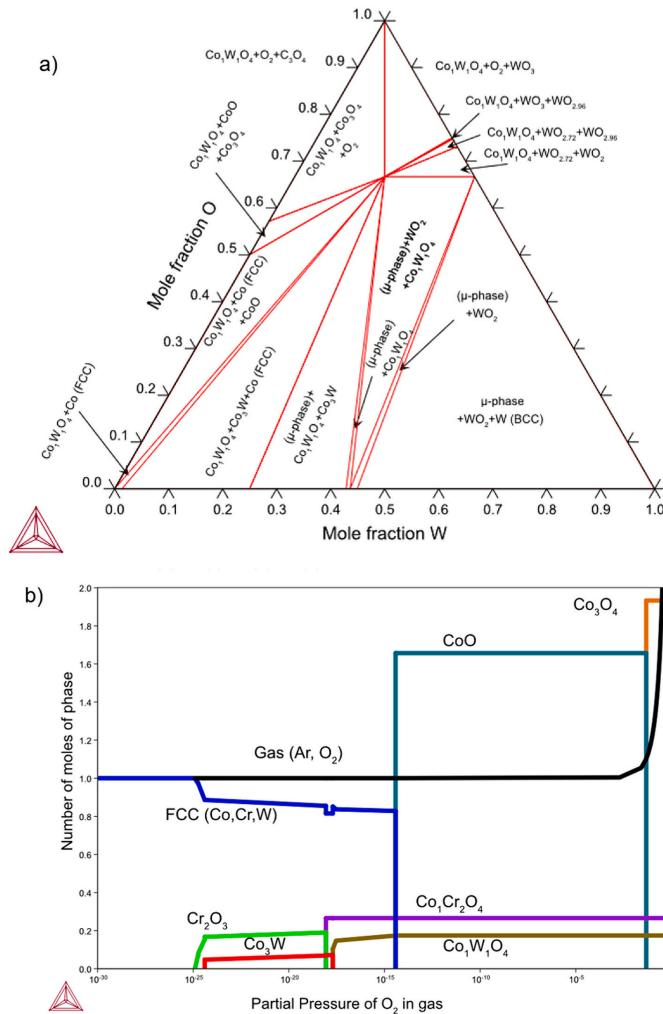 a)
1.0
Co1W1O4+O2+C3O4
0.9
Co1W1O4+O2+WO3
Co1W1O4+CoO
+Co3O4
0.8
Co1W1O4+Co3O4
+O2
Co1W1O4+WO3+WO2.96
Co1W1O4+WO2.72+WO2.96
Co1W1O4+WO2.72+WO2
0.7
0.6
Mole fraction O
0.5
Co1W1O4+Co (FCC)
+CoO
(μ-phase)+WO2
+Co1W1O4
0.4
(μ-phase)
+WO2
0.3
(μ-phase)
+Co1W1O4
Co1W1O4+Co (FCC)
0.2
Co1W1O4+Co3W+Co (FCC)
(μ-phase)+
Co1W1O4+Co3W
μ-phase
+WO2+W (BCC)
0.1
0.0
0.0 0.1 0.2 0.3 0.4 0.5 0.6 0.7 0.8 0.9 1.0
Mole fraction W
b)
2.0
Co3O4
1.8
CoO
1.6
1.4
1.2
Gas (Ar, O2)
1.0
0.8
FCC (Co,Cr,W)
0.6
0.4
Co1Cr2O4
Cr2O3
0.2
Co3W
Co1W1O4
0.0
Number of moles of phase
10-30 10-25 10-20 10-15 10-10 10-5
Partial Pressure of O2 in gas